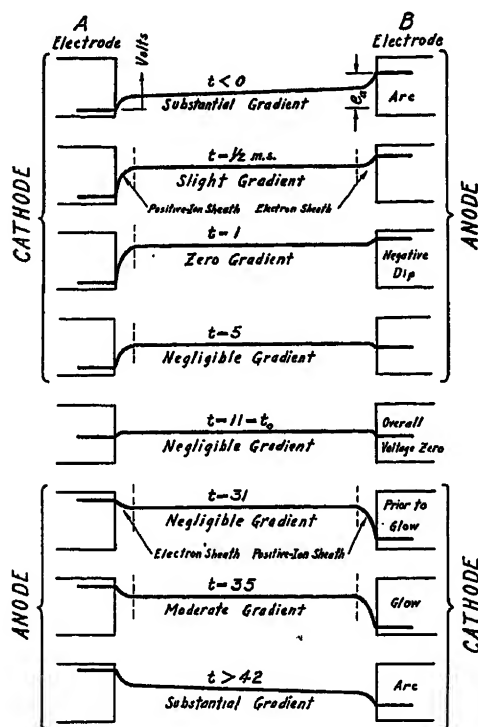 A
Electrode
B
Electrode
Volts
t < 0
Substantial Gradient
eₐ
Arc
t = 1/2 m.s.
Slight Gradient
Positive-Ion Sheath
Electron Sheath
t = 1
Zero Gradient
Negative
Dip
t = 5
Negligible Gradient
CATHODE
ANODE
t = 11 = t₀
Negligible Gradient
Overall
Voltage Zero
t = 31
Negligible Gradient
Electron Sheath
Positive-Ion Sheath
Prior to
Glow
t = 35
Moderate Gradient
Glow
t > 42
Substantial Gradient
Arc
ANODE
CATHODE